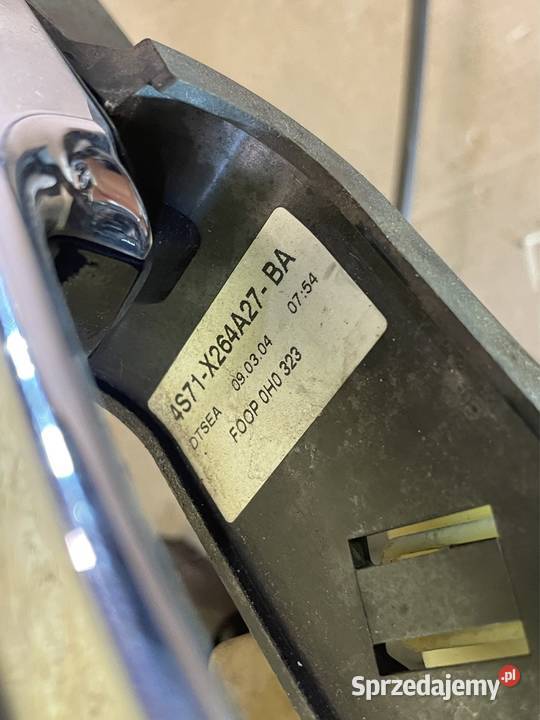 4S71-X264A27-BA
DTSEA 09.03.04 07:54
FOOP 0H0 323
Sprzedajemy.pl